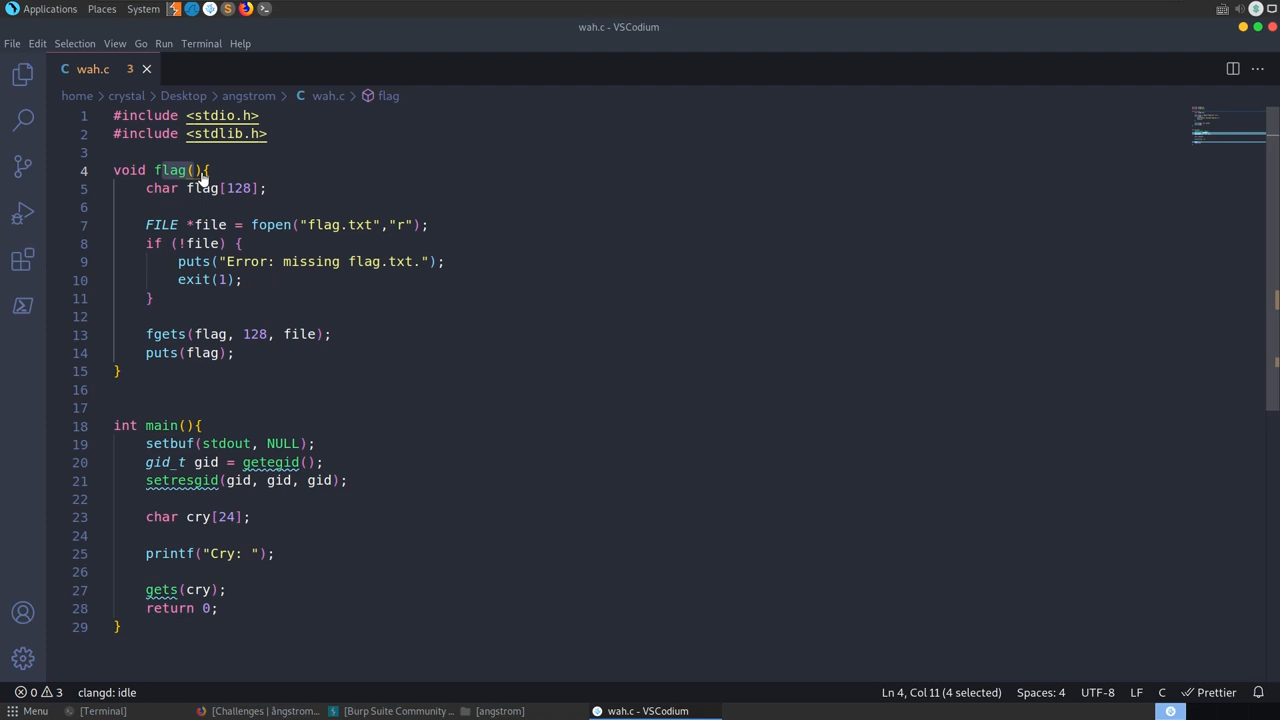 Applications Places System
wah.c - VSCodium
File Edit Selection View Go Run Terminal Help
C wah.c 3
home > crystal > Desktop > angstrom > C wah.c > flag
1 #include <stdio.h>
2 #include <stdlib.h>
3
4 void flag(){
5 char flag[128];
6
7 FILE *file = fopen("flag.txt","r");
8 if (!file) {
9 puts("Error: missing flag.txt.");
10 exit(1);
11 }
12
13 fgets(flag, 128, file);
14 puts(flag);
15 }
16
17
18 int main(){
19 setbuf(stdout, NULL);
20 gid_t gid = getegid();
21 setresgid(gid, gid, gid);
22
23 char cry[24];
24
25 printf("Cry: ");
26
27 gets(cry);
28 return 0;
29 }
0 3 clangd: idle Ln 4, Col 11 (4 selected) Spaces: 4 UTF-8 LF C Prettier
Menu [Terminal] [Challenges | ångstrom... [Burp Suite Community ... [angstrom] wah.c - VSCodium